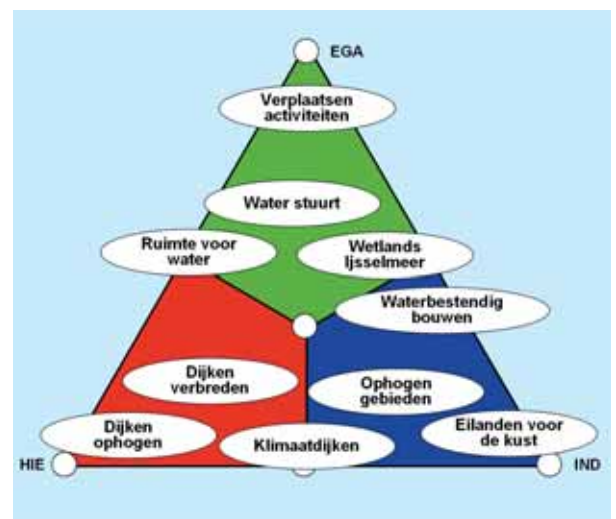 EGA
Verplaatsen
activiteiten
Water stuurt
Ruimte voor
water
Wetlands
Ijsselmeer
Waterbestendig
bouwen
Dijken
verbreden
Ophogen
gebieden
Dijken
ophogen
Klimaatdijken
Eilanden voor
de kust
HIE
IND